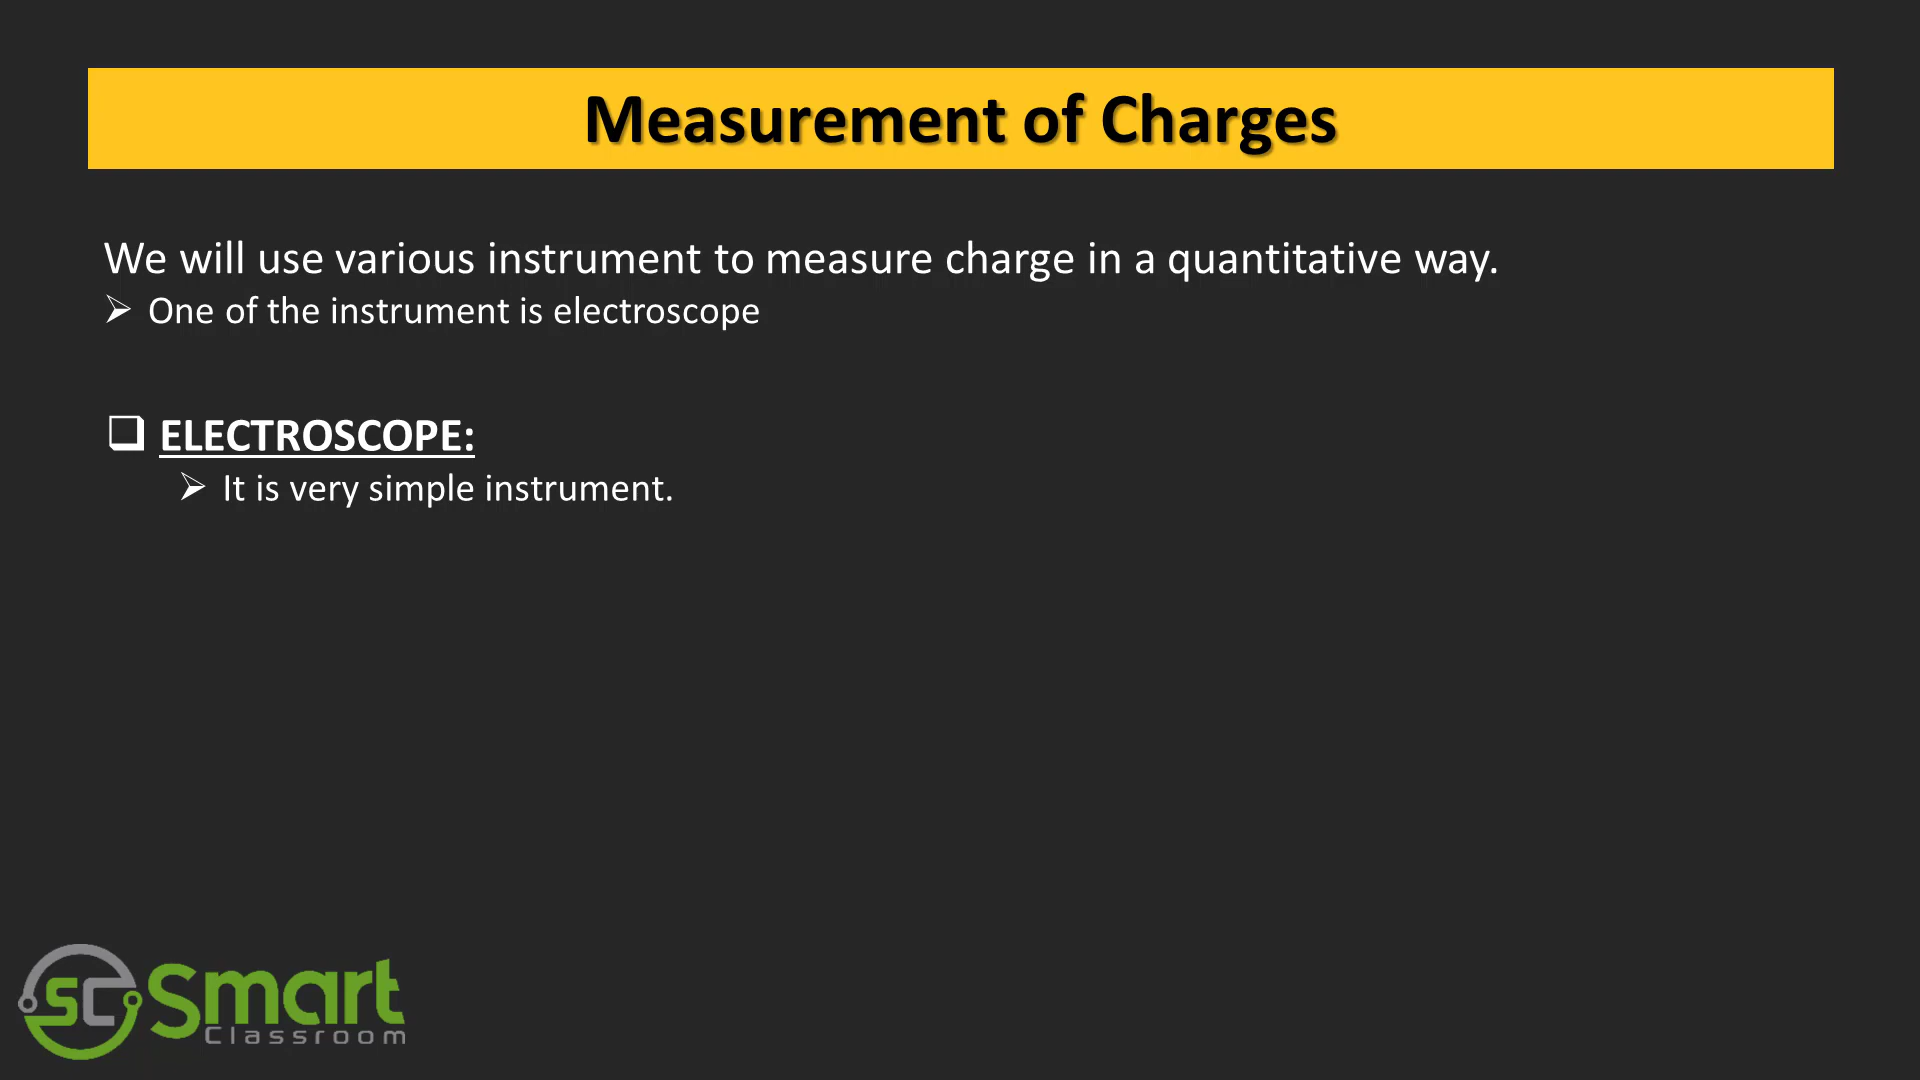 Measurement of Charges
We will use various instrument to measure charge in a quantitative way.
➢ One of the instrument is electroscope
❑ ELECTROSCOPE:
➢ It is very simple instrument.
SC Smart
Classroom